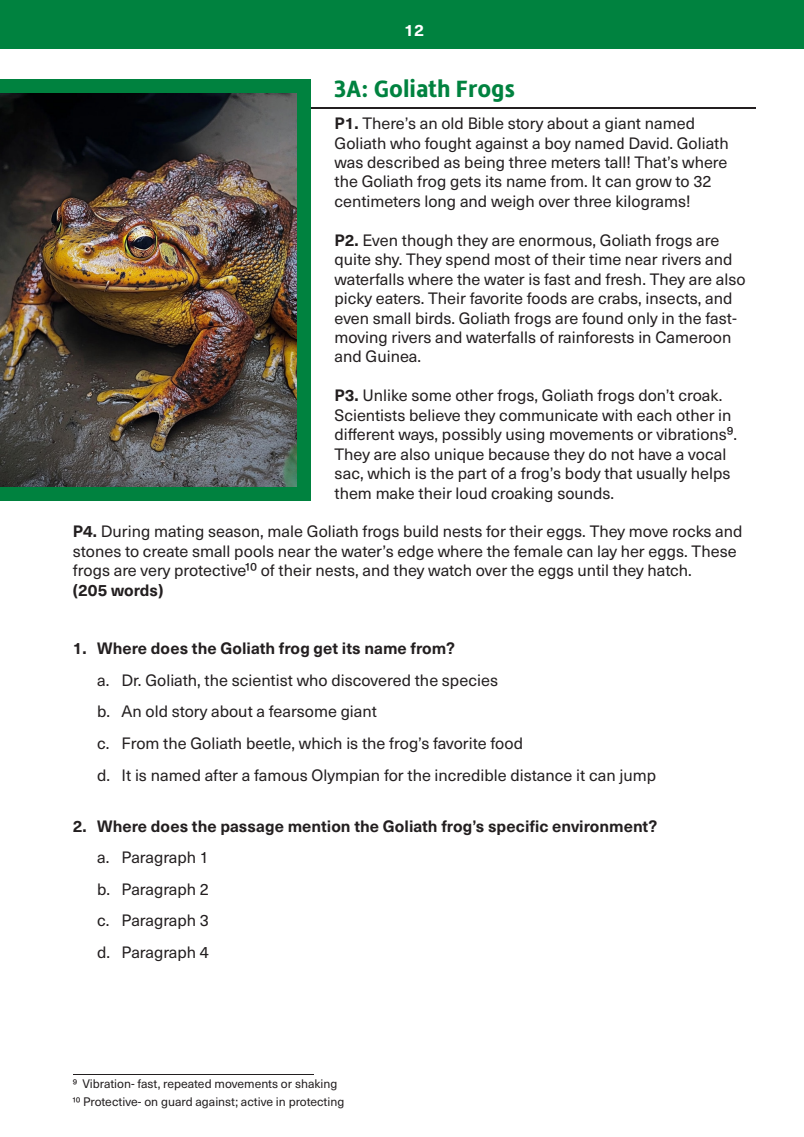 12
3A: Goliath Frogs
P1. There's an old Bible story about a giant named
Goliath who fought against a boy named David. Goliath
was described as being three meters tall! That's where
the Goliath frog gets its name from. It can grow to 32
centimeters long and weigh over three kilograms!
P2. Even though they are enormous, Goliath frogs are
quite shy. They spend most of their time near rivers and
waterfalls where the water is fast and fresh. They are also
picky eaters. Their favorite foods are crabs, insects, and
even small birds. Goliath frogs are found only in the fast-
moving rivers and waterfalls of rainforests in Cameroon
and Guinea.
P3. Unlike some other frogs, Goliath frogs don't croak.
Scientists believe they communicate with each other in
different ways, possibly using movements or vibrations⁹.
They are also unique because they do not have a vocal
sac, which is the part of a frog's body that usually helps
them make their loud croaking sounds.
P4. During mating season, male Goliath frogs build nests for their eggs. They move rocks and
stones to create small pools near the water's edge where the female can lay her eggs. These
frogs are very protective¹⁰ of their nests, and they watch over the eggs until they hatch.
(205 words)
1. Where does the Goliath frog get its name from?
a. Dr. Goliath, the scientist who discovered the species
b. An old story about a fearsome giant
c. From the Goliath beetle, which is the frog's favorite food
d. It is named after a famous Olympian for the incredible distance it can jump
2. Where does the passage mention the Goliath frog's specific environment?
a. Paragraph 1
b. Paragraph 2
c. Paragraph 3
d. Paragraph 4
⁹ Vibration- fast, repeated movements or shaking
¹⁰ Protective- on guard against; active in protecting